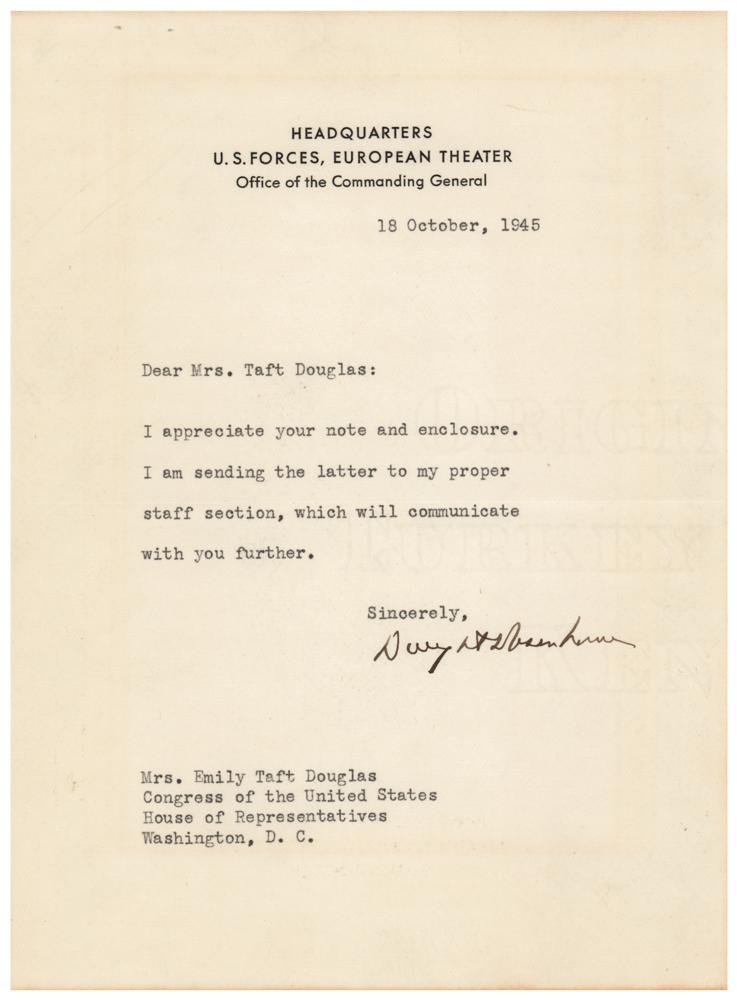 HEADQUARTERS
U.S. FORCES, EUROPEAN THEATER
Office of the Commanding General
18 October, 1945
Dear Mrs. Taft Douglas:
I appreciate your note and enclosure.
I am sending the latter to my proper
staff section, which will communicate
with you further.
Sincerely,
Dwight D Eisenhower
Mrs. Emily Taft Douglas
Congress of the United States
House of Representatives
Washington, D. C.